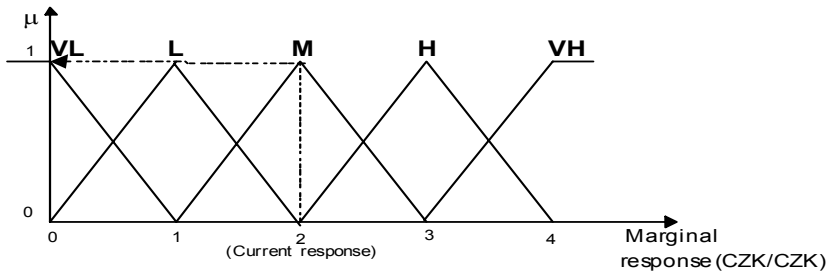 μ
1 VL L M H VH
0
0 1 2 3 4
(Current response)
Marginal
response (CZK/CZK)